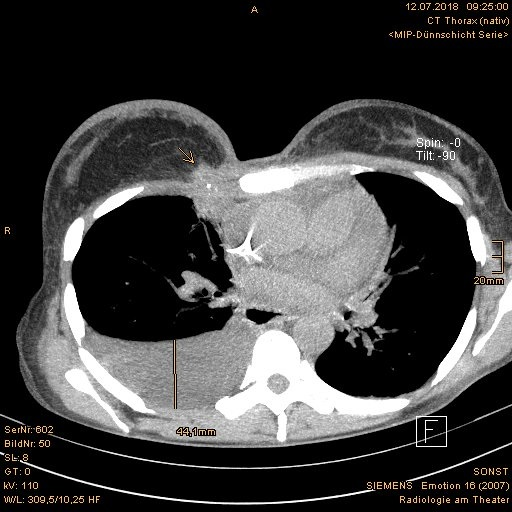 12.07.2018 09:25:00
CT Thorax (nativ)
<MIP-Dünnschicht Serie>
A
Spin: -0
Tilt: -90
R
20mm
44,1mm
F
SerNr: 602
BildNr: 50
SL: 8
GT: 0
kV: 110
W/L: 309,5/10,25 HF
SONST
SIEMENS Emotion 16 (2007)
Radiologie am Theater